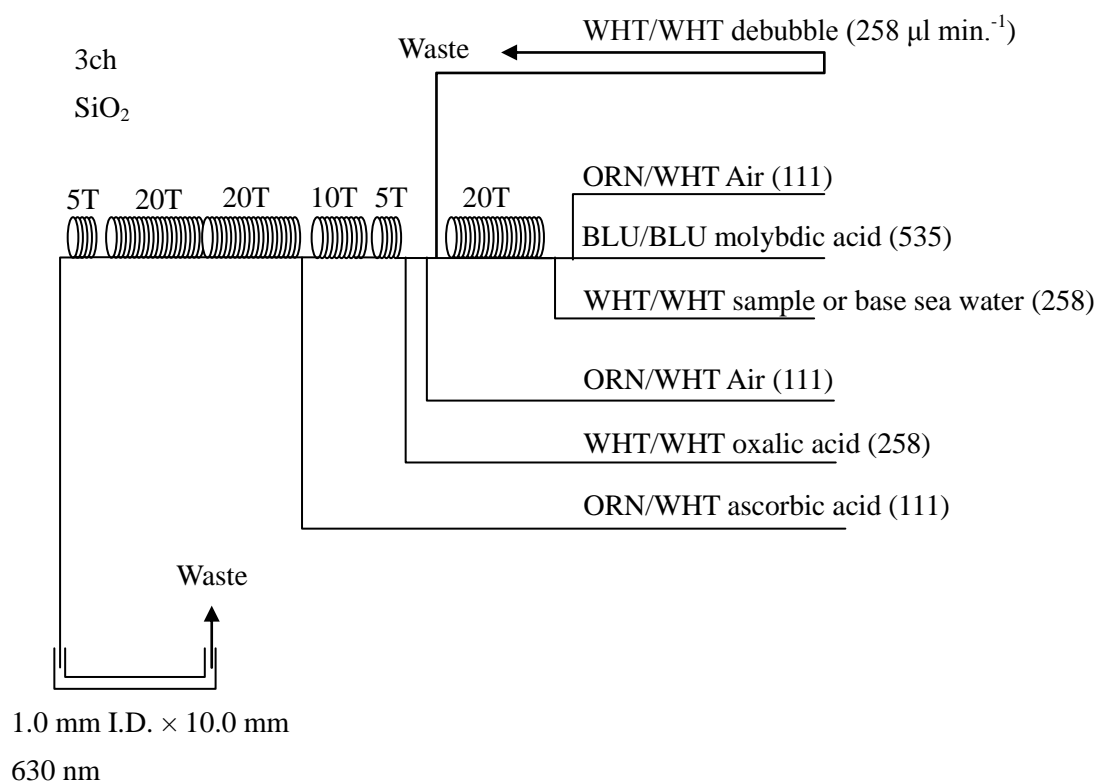 WHT/WHT debubble (258 μl min.⁻¹)
Waste
3ch
SiO₂
5T 20T 20T 10T 5T 20T
ORN/WHT Air (111)
BLU/BLU molybdic acid (535)
WHT/WHT sample or base sea water (258)
ORN/WHT Air (111)
WHT/WHT oxalic acid (258)
ORN/WHT ascorbic acid (111)
Waste
1.0 mm I.D. × 10.0 mm
630 nm